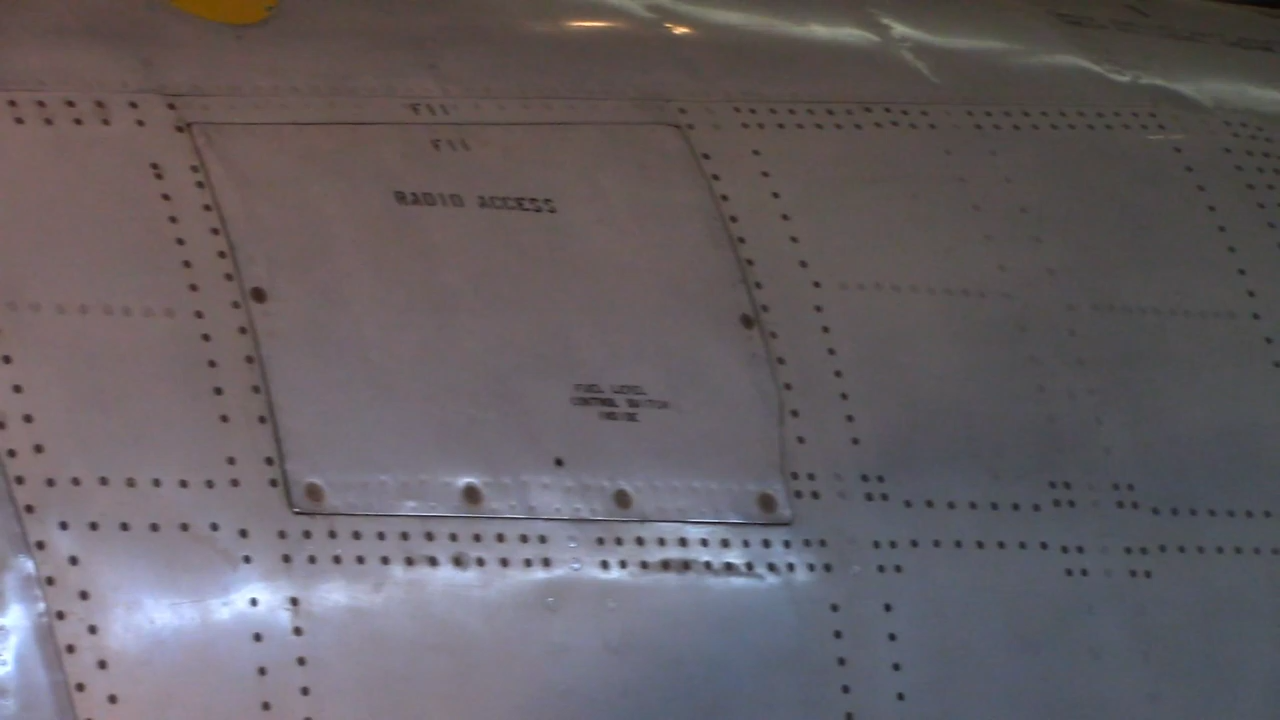 F11
F11
RADIO ACCESS
FUEL LEVEL
CONTROL SWITCH
INSIDE